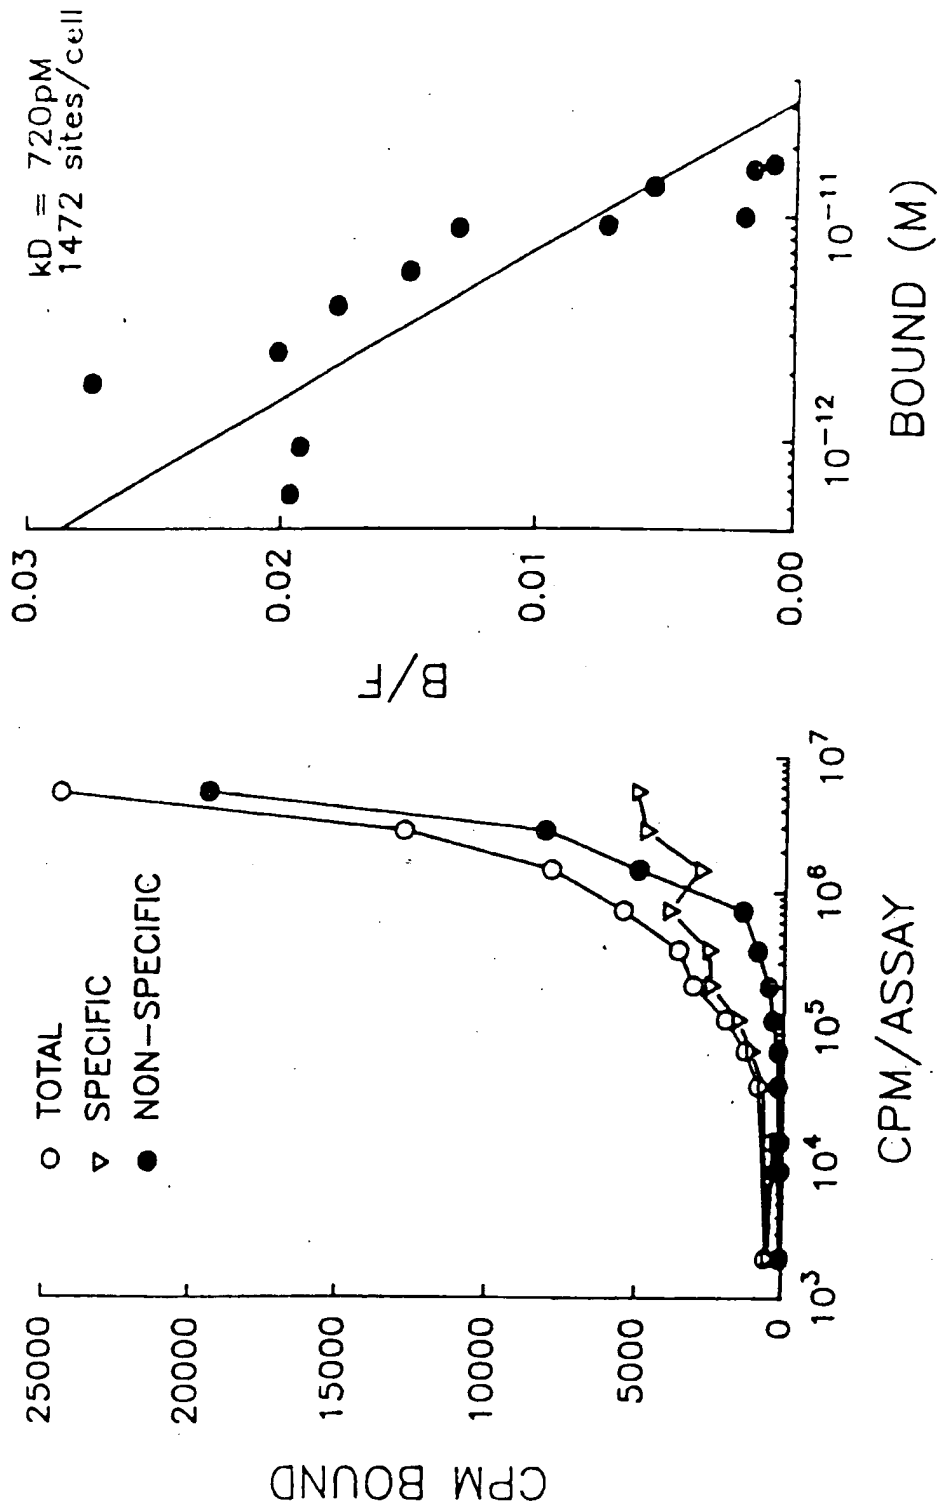 CPM BOUND
25000
20000
15000
10000
5000
0
TOTAL
SPECIFIC
NON-SPECIFIC
10³
10⁴
10⁵
10⁶
10⁷
CPM/ASSAY
B/F
0.03
0.02
0.01
0.00
kD = 720pM
1472 sites/cell
10⁻¹²
10⁻¹¹
BOUND (M)